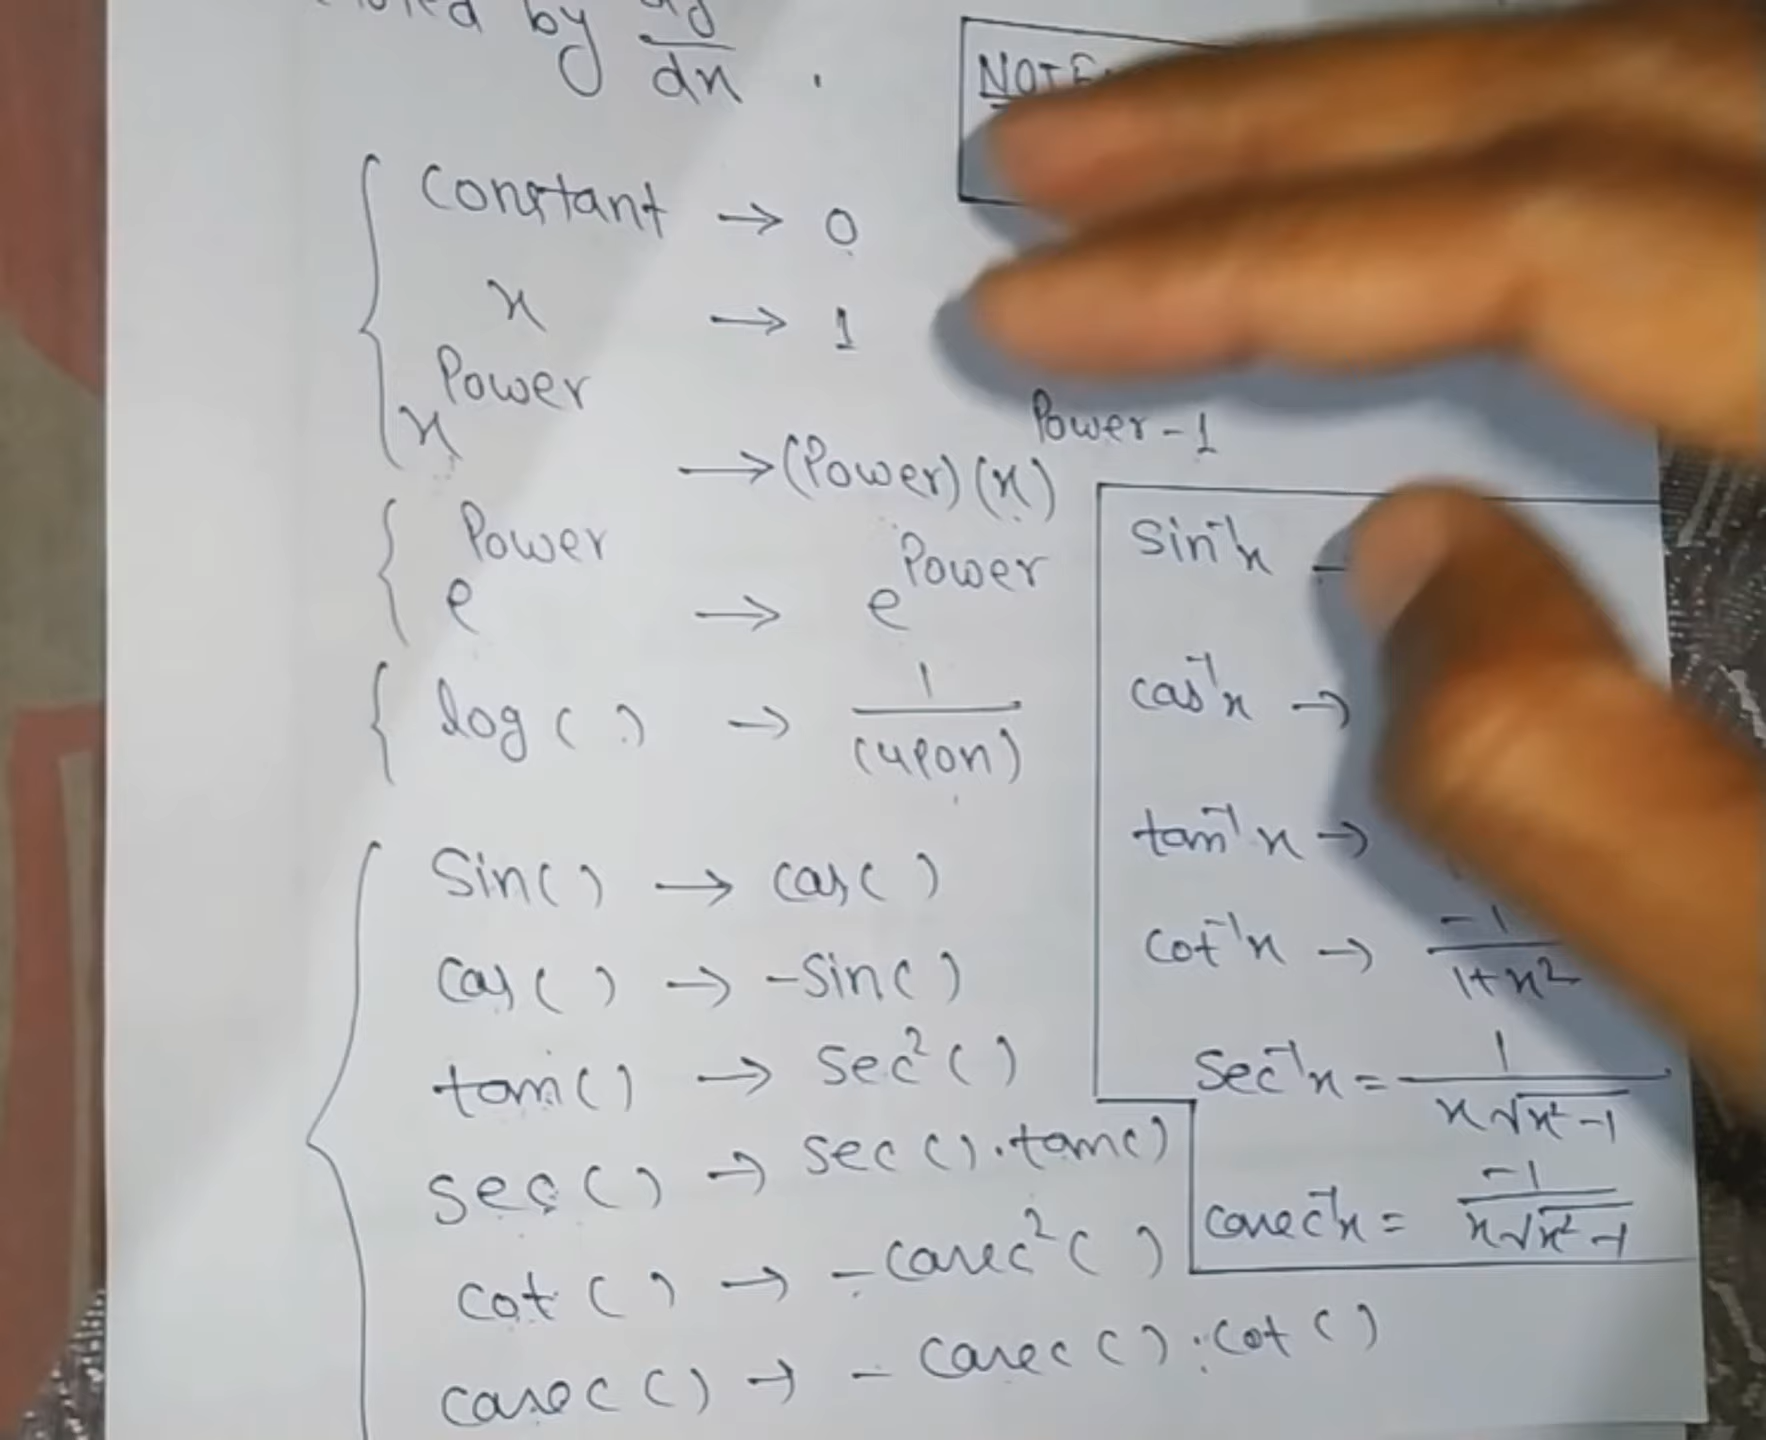 by dy/dx .
NOTE
Constant → 0
x → 1
x^Power → (Power)(x)^Power-1
e^Power → e^Power
log( ) → 1/(upon)
Sin( ) → cos( )
cos( ) → -Sin( )
tan( ) → Sec²( )
sec( ) → sec( ).tan( )
cot( ) → -cosec²( )
cosec( ) → - cosec( ).cot( )
Sin⁻¹x
cos⁻¹x →
tan⁻¹x →
cot⁻¹x → -1/1+x²
Sec⁻¹x = 1/x√x²-1
cosec⁻¹x = -1/x√x²-1